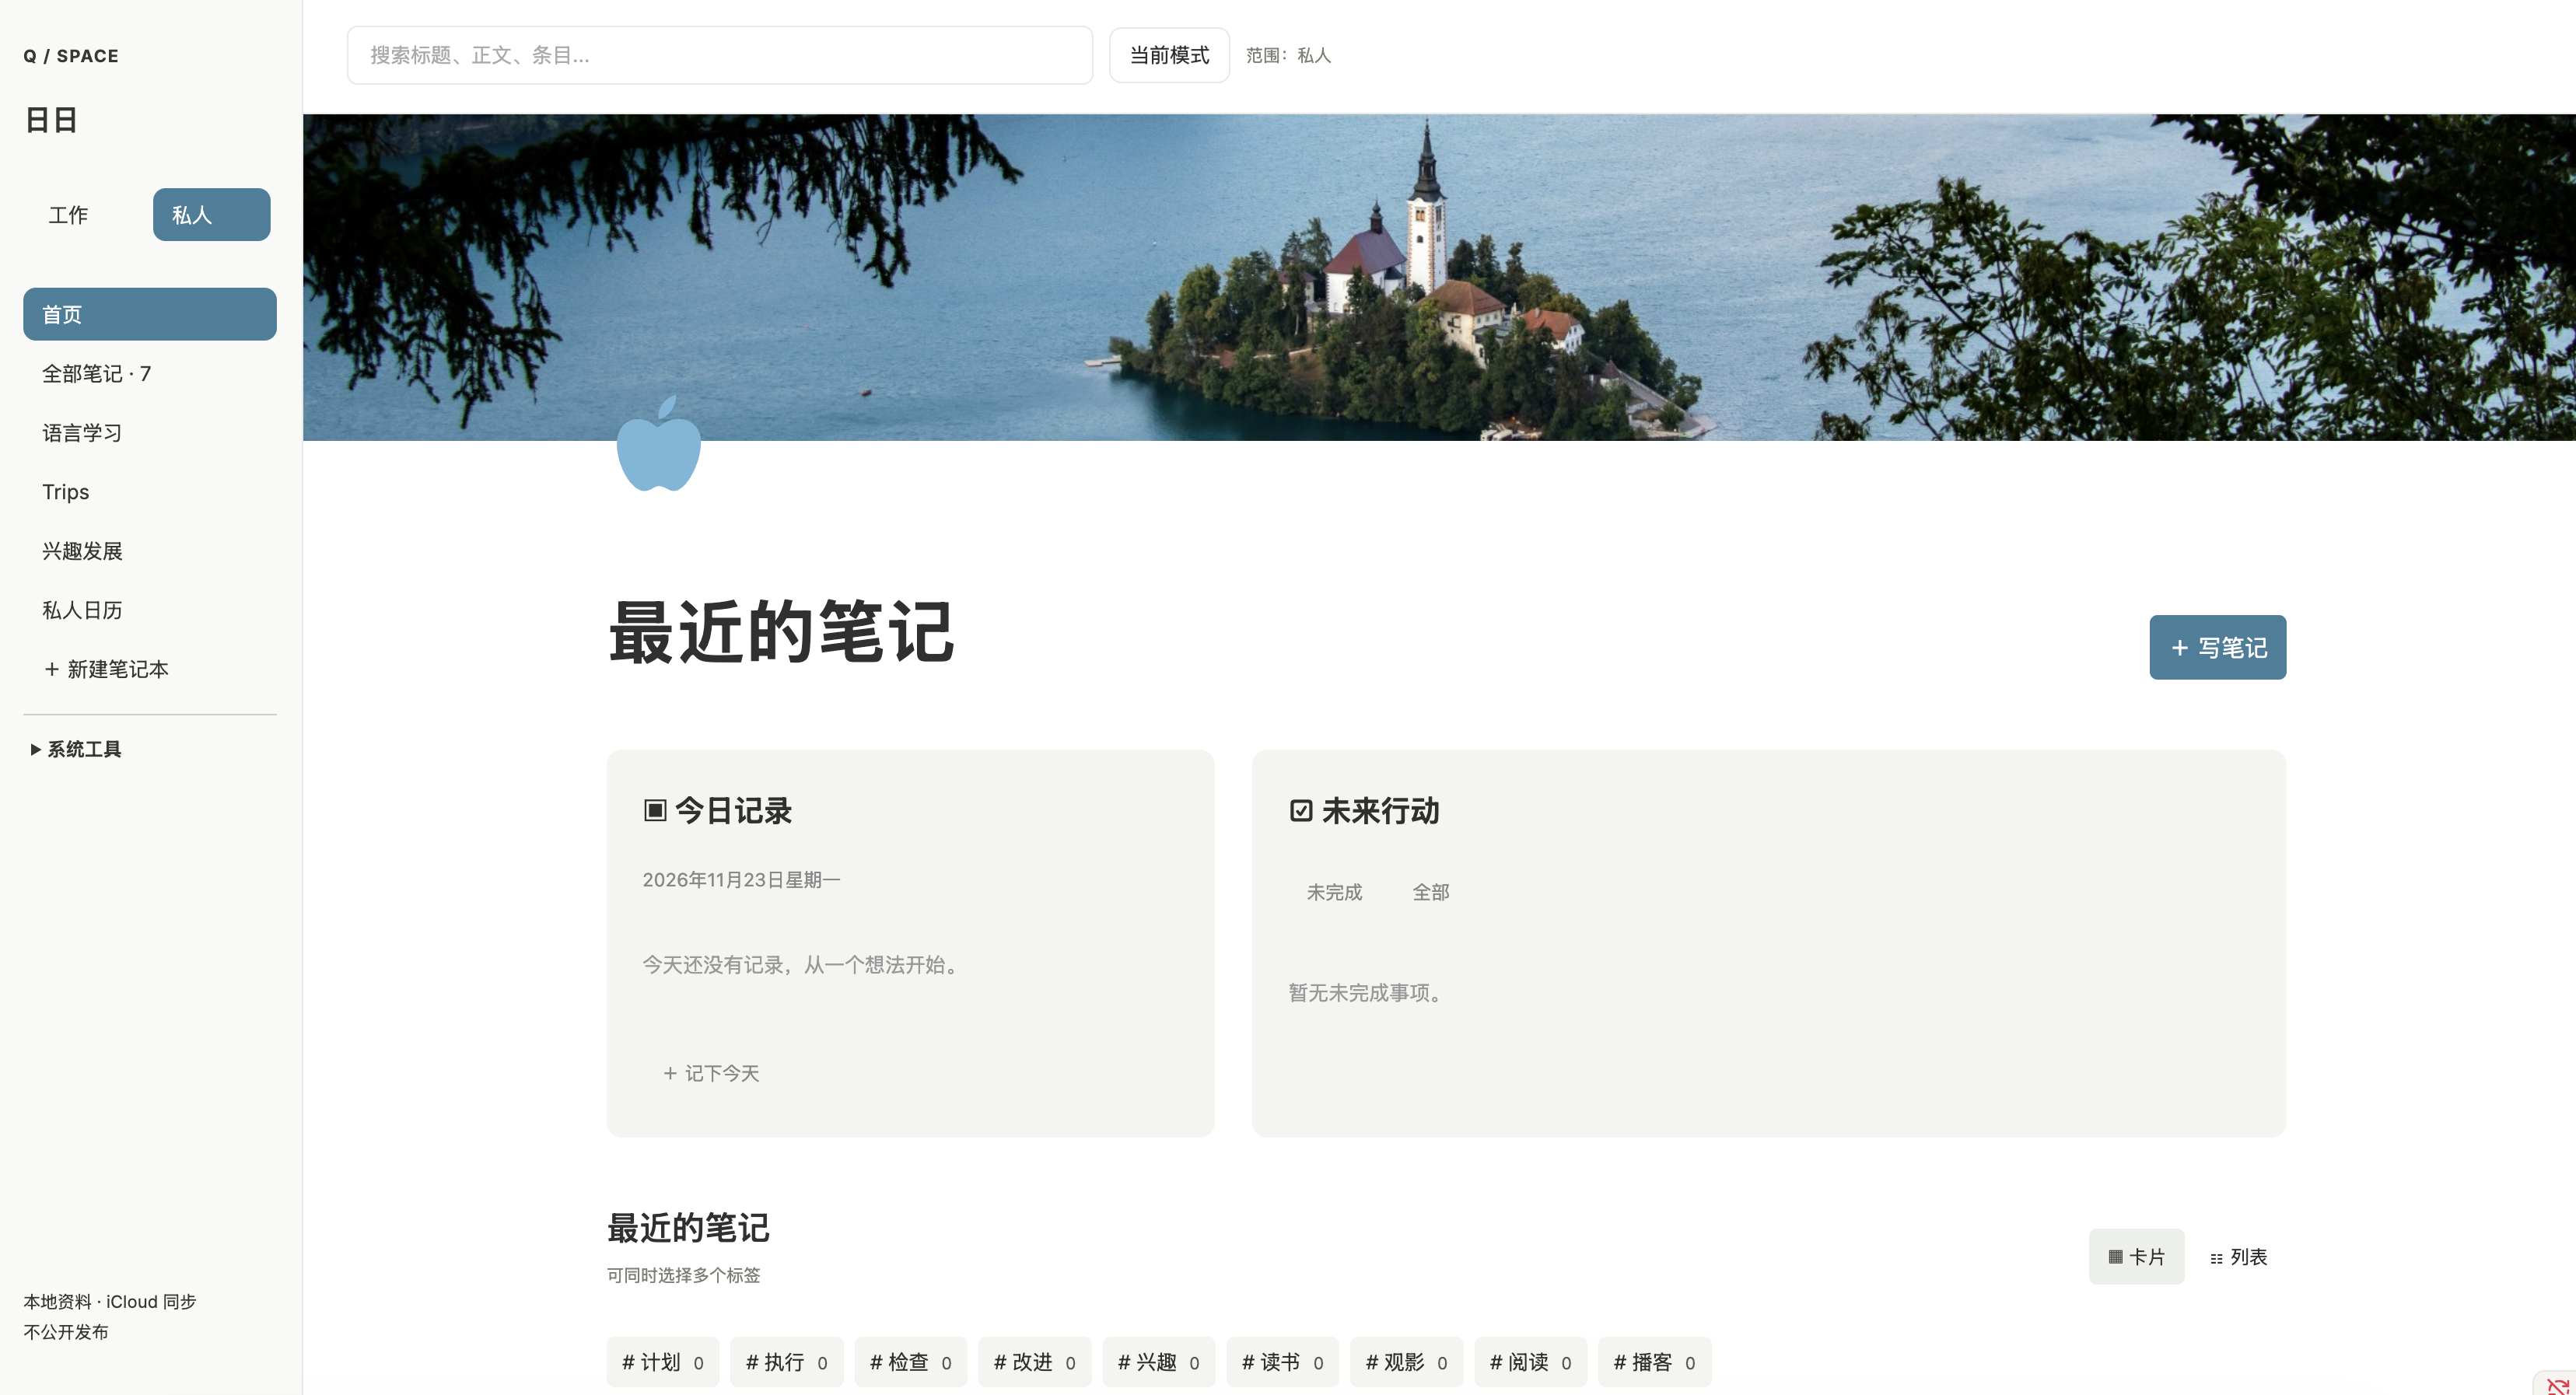 Q / SPACE
日日
工作
私人
首页
全部笔记 · 7
语言学习
Trips
兴趣发展
私人日历
+ 新建笔记本
▶ 系统工具
本地资料 · iCloud 同步
不公开发布
搜索标题、正文、条目...
当前模式
范围：私人
最近的笔记
+ 写笔记
▣ 今日记录
2026年11月23日星期一
今天还没有记录，从一个想法开始。
+ 记下今天
☑ 未来行动
未完成
全部
暂无未完成事项。
最近的笔记
可同时选择多个标签
▦ 卡片
☷ 列表
# 计划 0
# 执行 0
# 检查 0
# 改进 0
# 兴趣 0
# 读书 0
# 观影 0
# 阅读 0
# 播客 0